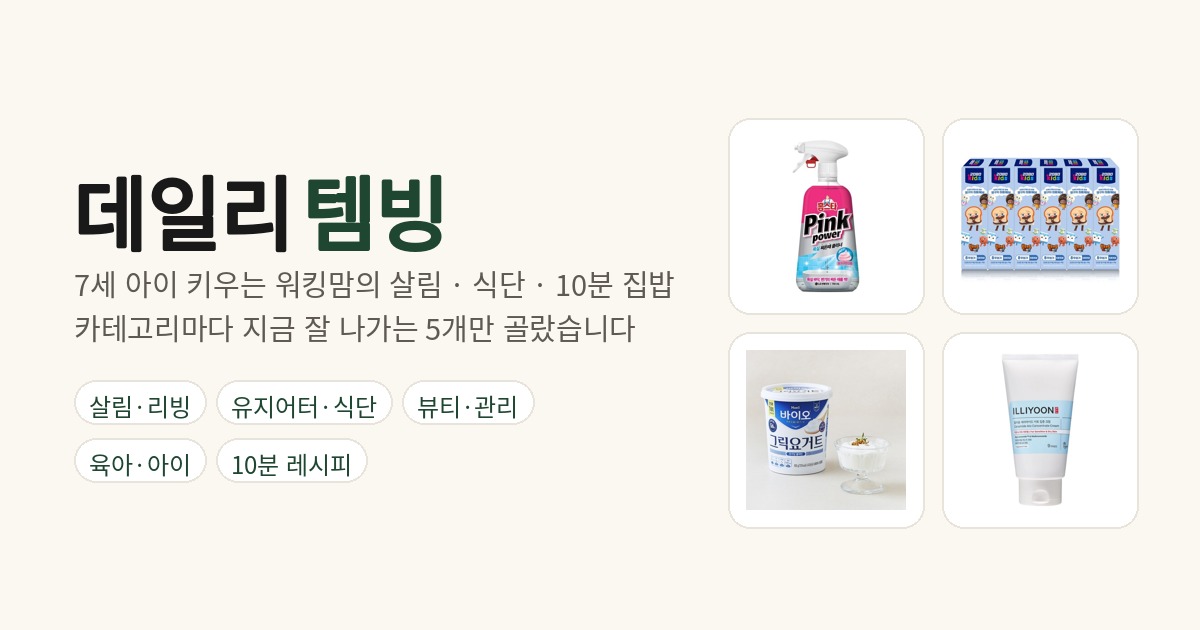 데일리 템빙
7세 아이 키우는 워킹맘의 살림 · 식단 · 10분 집밥
카테고리마다 지금 잘 나가는 5개만 골랐습니다
살림·리빙
유지어터·식단
뷰티·관리
육아·아이
10분 레시피
홈스타
Pink
power
Kids
바이오
그릭요거트
ILLIYOON